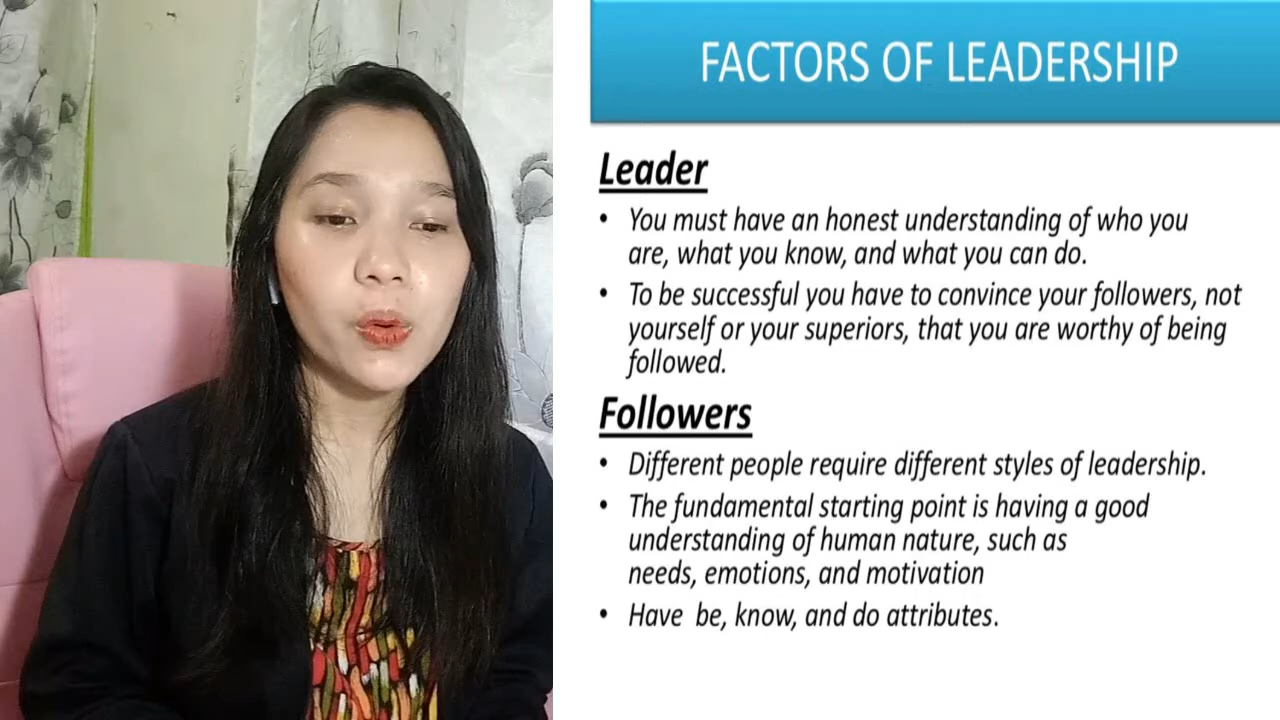 FACTORS OF LEADERSHIP
Leader
• You must have an honest understanding of who you
are, what you know, and what you can do.
• To be successful you have to convince your followers, not
yourself or your superiors, that you are worthy of being
followed.
Followers
• Different people require different styles of leadership.
• The fundamental starting point is having a good
understanding of human nature, such as
needs, emotions, and motivation
• Have be, know, and do attributes.